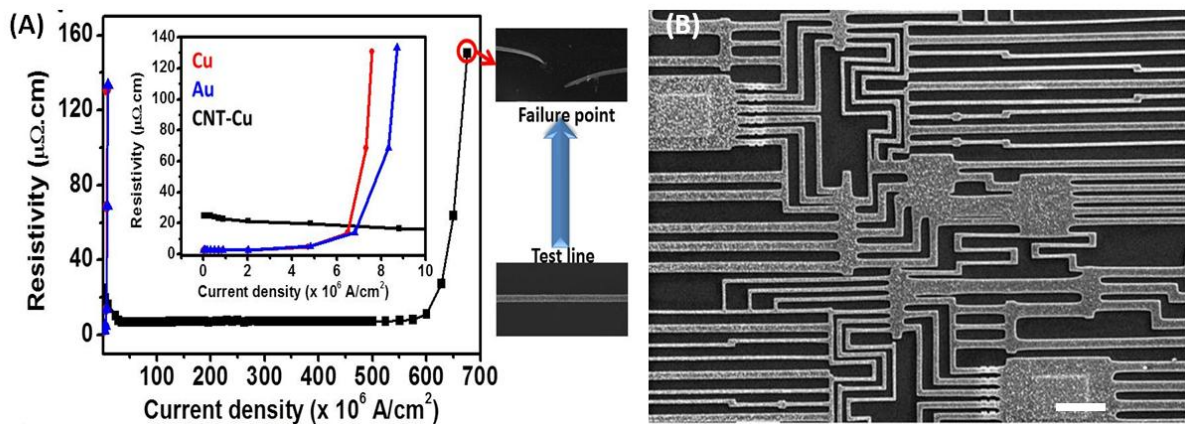 (A)
160
120
80
40
0
Resistivity (μΩ.cm)
100 200 300 400 500 600 700
Current density (x 10⁶ A/cm²)
140
120
100
80
60
40
20
0
Resistivity (μΩ.cm)
Cu
Au
CNT-Cu
0 2 4 6 8 10
Current density (x 10⁶ A/cm²)
Failure point
Test line
(B)